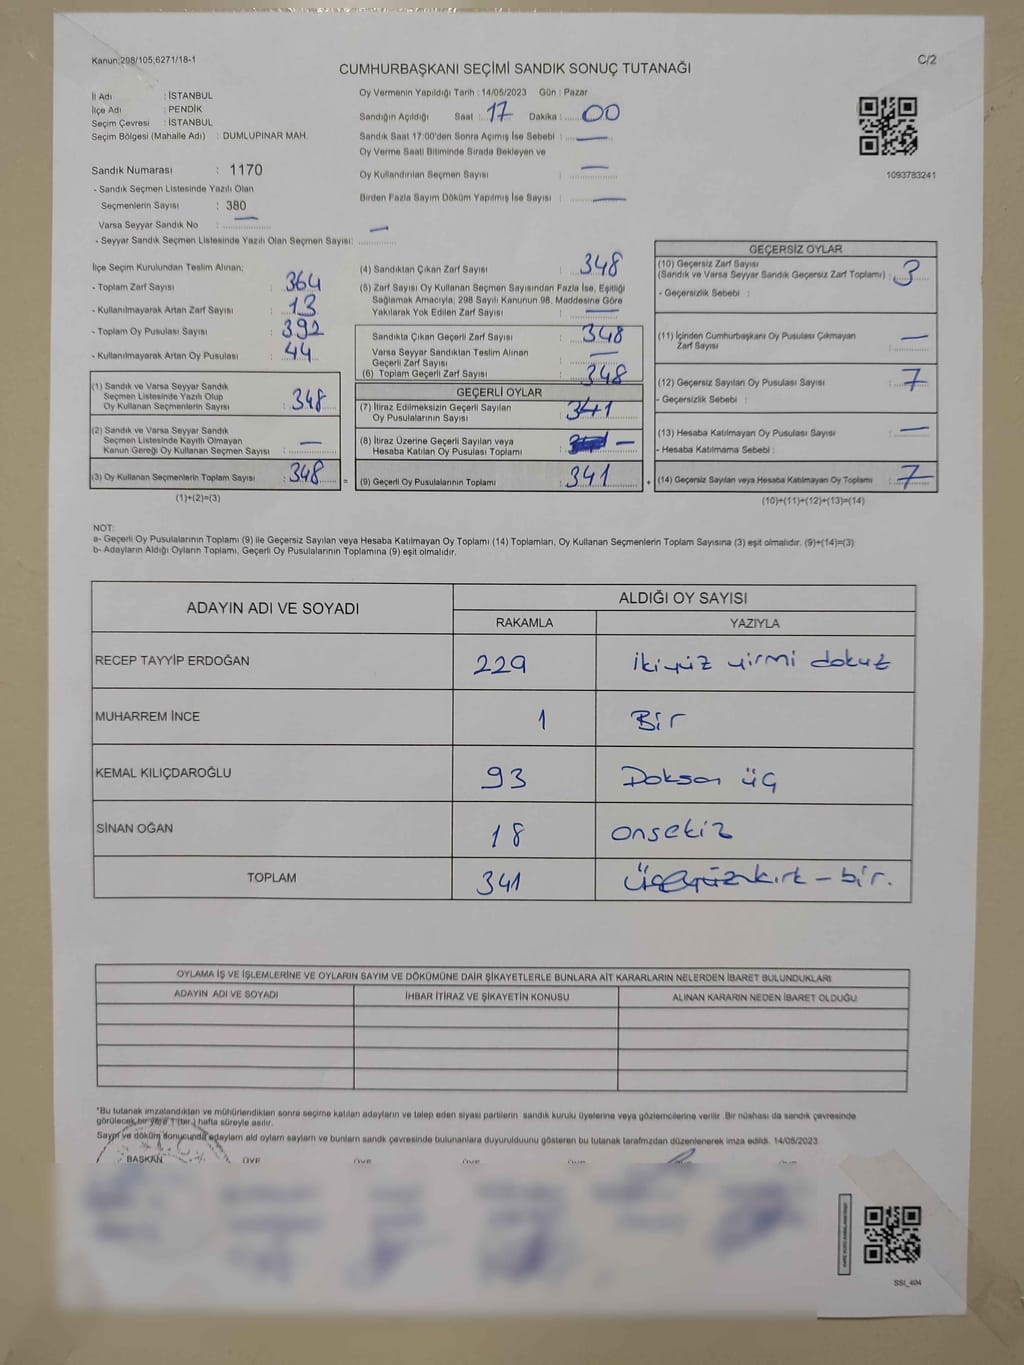 Kanun:298/105;6271/18-1
C/2
CUMHURBAŞKANI SEÇİMİ SANDIK SONUÇ TUTANAĞI
İl Adı : İSTANBUL
İlçe Adı : PENDİK
Seçim Çevresi : İSTANBUL
Seçim Bölgesi (Mahalle Adı) : DUMLUPINAR MAH.
Sandık Numarası : 1170
- Sandık Seçmen Listesinde Yazılı Olan
Seçmenlerin Sayısı : 380
Varsa Seyyar Sandık No : —
- Seyyar Sandık Seçmen Listesinde Yazılı Olan Seçmen Sayısı: —
Oy Vermenin Yapıldığı Tarih : 14/05/2023 Gün : Pazar
Sandığın Açıldığı Saat : 17 Dakika : 00
Sandık Saat 17:00'den Sonra Açımış İse Sebebi : —
Oy Verme Saati Bitiminde Sırada Bekleyen ve
Oy Kullandırılan Seçmen Sayısı : —
Birden Fazla Sayım Döküm Yapılmış İse Sayısı : —
1093783241
İlçe Seçim Kurulundan Teslim Alınan;
- Toplam Zarf Sayısı : 364
- Kullanılmayarak Artan Zarf Sayısı : 13
- Toplam Oy Pusulası Sayısı : 392
- Kullanılmayarak Artan Oy Pusulası : 44
(1) Sandık ve Varsa Seyyar Sandık
Seçmen Listesinde Yazılı Olup
Oy Kullanan Seçmenlerin Sayısı : 348
(2) Sandık ve Varsa Seyyar Sandık
Seçmen Listesinde Kayıtlı Olmayan
Kanun Gereği Oy Kullanan Seçmen Sayısı : —
(3) Oy Kullanan Seçmenlerin Toplam Sayısı : 348
(1)+(2)=(3)
(4) Sandıktan Çıkan Zarf Sayısı : 348
(5) Zarf Sayısı Oy Kullanan Seçmen Sayısından Fazla İse, Eşitliği
Sağlamak Amacıyla; 298 Sayılı Kanunun 98. Maddesine Göre
Yakılarak Yok Edilen Zarf Sayısı : —
Sandıkta Çıkan Geçerli Zarf Sayısı : 348
Varsa Seyyar Sandıktan Teslim Alınan
Geçerli Zarf Sayısı : —
(6) Toplam Geçerli Zarf Sayısı : 348
GEÇERLİ OYLAR
(7) İtiraz Edilmeksizin Geçerli Sayılan
Oy Pusulalarının Sayısı : 341
(8) İtiraz Üzerine Geçerli Sayılan veya
Hesaba Katılan Oy Pusulası Toplamı : —
= (9) Geçerli Oy Pusulalarının Toplamı : 341
GEÇERSİZ OYLAR
(10) Geçersiz Zarf Sayısı
(Sandık ve Varsa Seyyar Sandık Geçersiz Zarf Toplamı) : 3
- Geçersizlik Sebebi :
(11) İçinden Cumhurbaşkanı Oy Pusulası Çıkmayan
Zarf Sayısı : —
(12) Geçersiz Sayılan Oy Pusulası Sayısı : 7
- Geçersizlik Sebebi :
(13) Hesaba Katılmayan Oy Pusulası Sayısı : —
- Hesaba Katılmama Sebebi :
+ (14) Geçersiz Sayılan veya Hesaba Katılmayan Oy Toplamı : 7
(10)+(11)+(12)+(13)=(14)
NOT:
a- Geçerli Oy Pusulalarının Toplamı (9) ile Geçersiz Sayılan veya Hesaba Katılmayan Oy Toplamı (14) Toplamları, Oy Kullanan Seçmenlerin Toplam Sayısına (3) eşit olmalıdır. (9)+(14)=(3)
b- Adayların Aldığı Oyların Toplamı, Geçerli Oy Pusulalarının Toplamına (9) eşit olmalıdır.
ADAYIN ADI VE SOYADI ALDIĞI OY SAYISI
RAKAMLA YAZIYLA
RECEP TAYYİP ERDOĞAN 229 ikiyüz yirmi dokuz
MUHARREM İNCE 1 Bir
KEMAL KILIÇDAROĞLU 93 Doksan üç
SİNAN OĞAN 18 onsekiz
TOPLAM 341 Üçyüzkırk-bir.
OYLAMA İŞ VE İŞLEMLERİNE VE OYLARIN SAYIM VE DÖKÜMÜNE DAİR ŞİKAYETLERLE BUNLARA AİT KARARLARIN NELERDEN İBARET BULUNDUKLARI
ADAYIN ADI VE SOYADI İHBAR İTİRAZ VE ŞİKAYETİN KONUSU ALINAN KARARIN NEDEN İBARET OLDUĞU
*Bu tutanak imzalandıktan ve mühürlendikten sonra seçime katılan adayların ve talep eden siyasi partilerin sandık kurulu üyelerine veya gözlemcilerine verilir. Bir nüshası da sandık çevresinde
görülecek bir yere 1 (bir) hafta süreyle asılır.
Sayım ve döküm sonucunda adayların aldı oyların sayıların ve bunların sandık çevresinde bulunanlara duyurulduunu gösteren bu tutanak tarafımzdan düzenlenerek imza edildi. 14/05/2023
BAŞKAN ÜYE ÜYE ÜYE ÜYE ÜYE
SSI_404